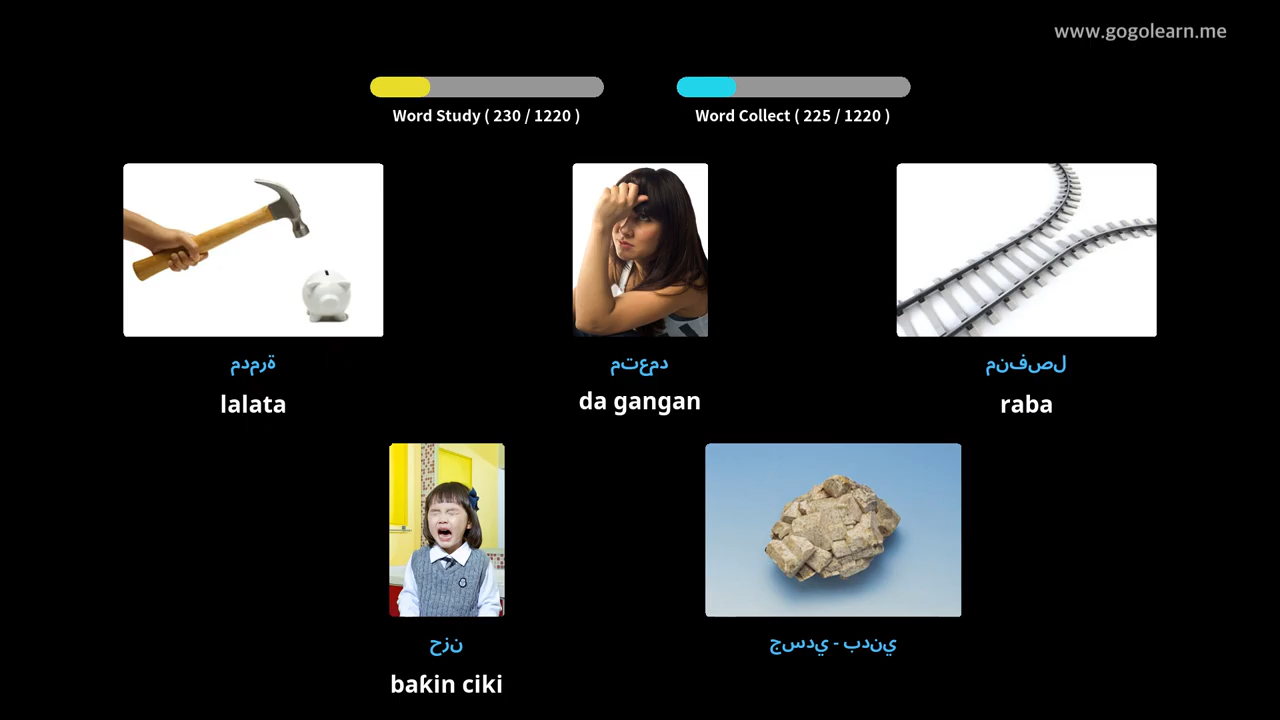 www.gogolearn.me
Word Study ( 230 / 1220 )
Word Collect ( 225 / 1220 )
مدمرة
متعمد
منفصل
lalata
da gangan
raba
حزن
جسدي - بدني
baƙin ciki